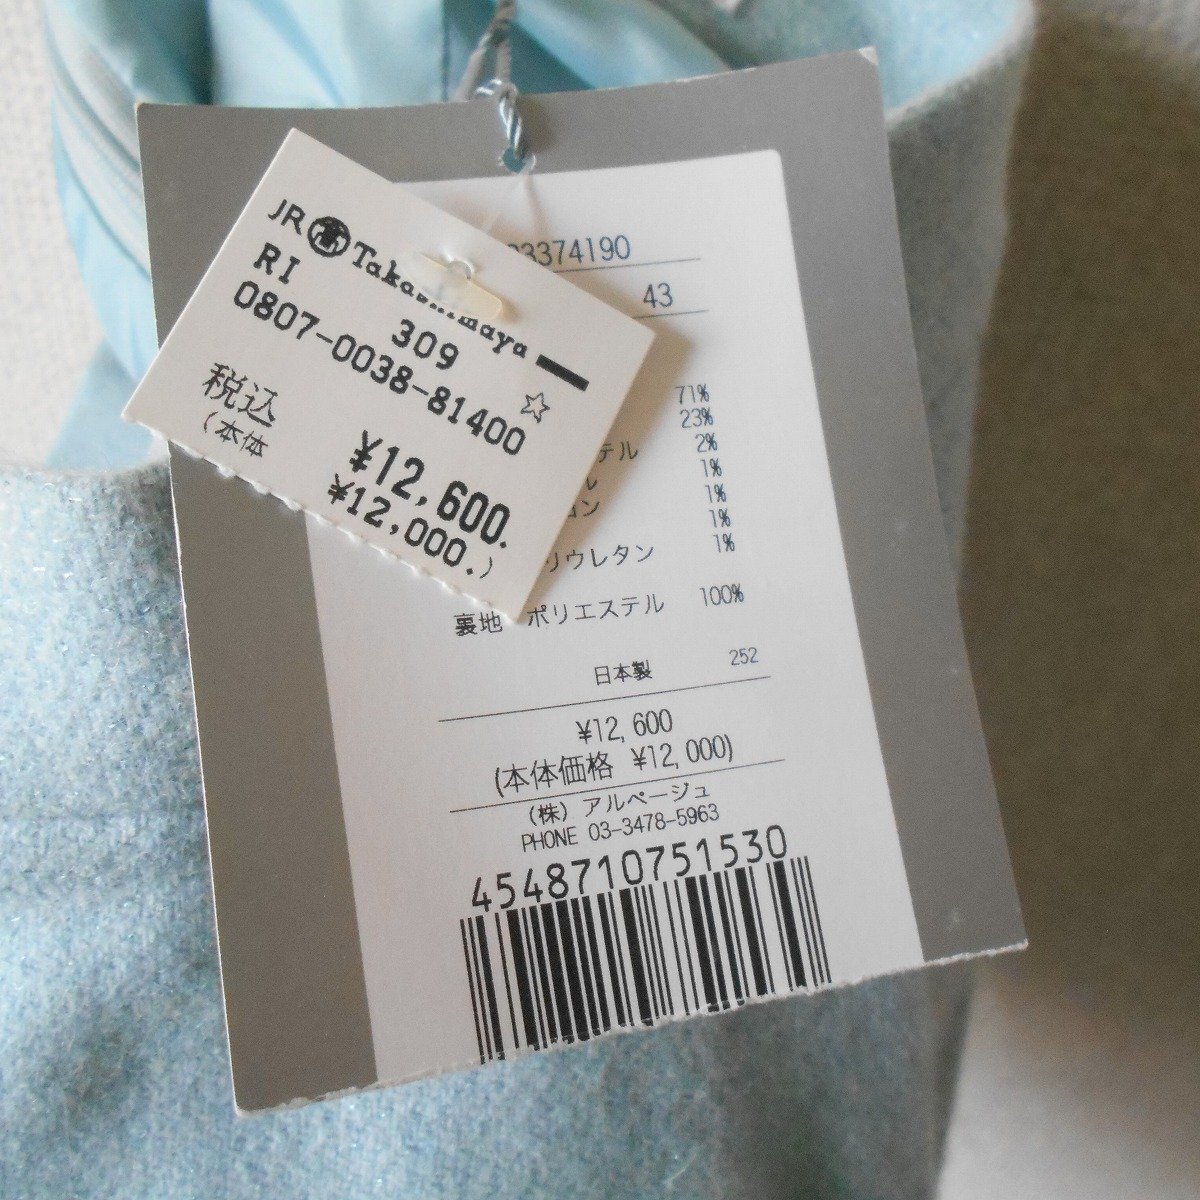 JR 髙 Takashimaya
RI 309
0807-0038-81400 ☆
税込 ¥12,600.
(本体 ¥12,000.)
3374190
43
71%
23%
テル 2%
ル 1%
ン 1%
1%
リウレタン 1%
裏地 ポリエステル 100%
日本製 252
¥12,600
(本体価格 ¥12,000)
(株) アルページュ
PHONE 03-3478-5963
4548710751530